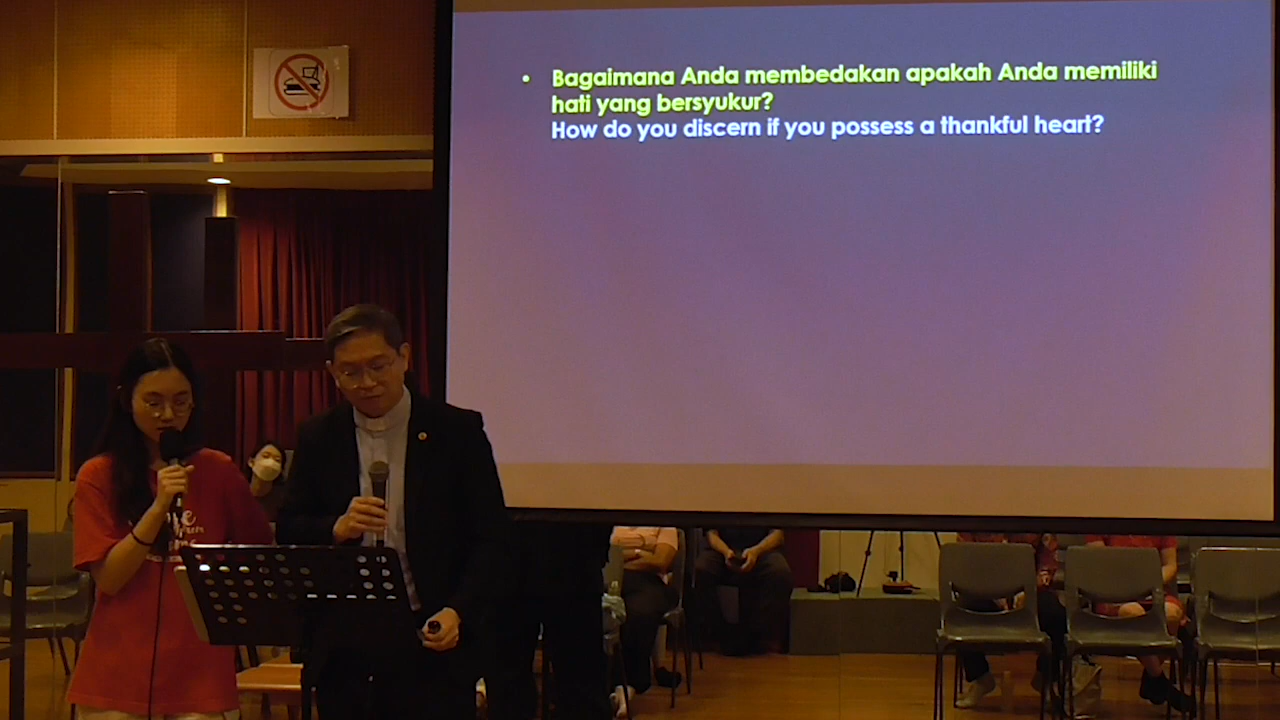 • Bagaimana Anda membedakan apakah Anda memiliki
hati yang bersyukur?
How do you discern if you possess a thankful heart?